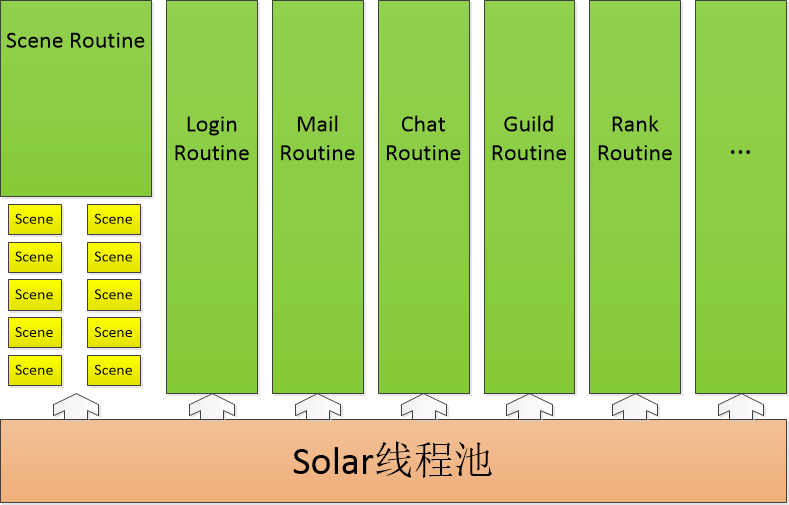 Scene Routine
Login
Routine
Mail
Routine
Chat
Routine
Guild
Routine
Rank
Routine
...
Scene Scene
Scene Scene
Scene Scene
Scene Scene
Scene Scene
Solar线程池